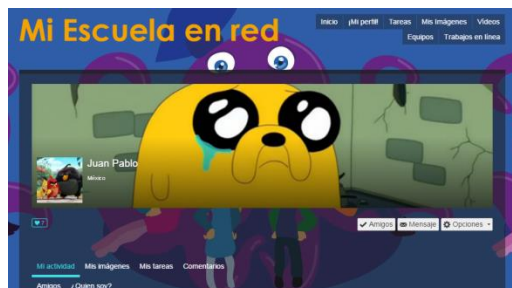 Mi Escuela en red
Inicio ¡Mi pertil! Tareas Mis Imágenes Videos
Equipos Trabajos en línea
Juan Pablo
México
Amigos Mensaje Opciones
Mi actividad Mis imágenes Mis tareas Comentarios
Amigos ¿Quien soy?